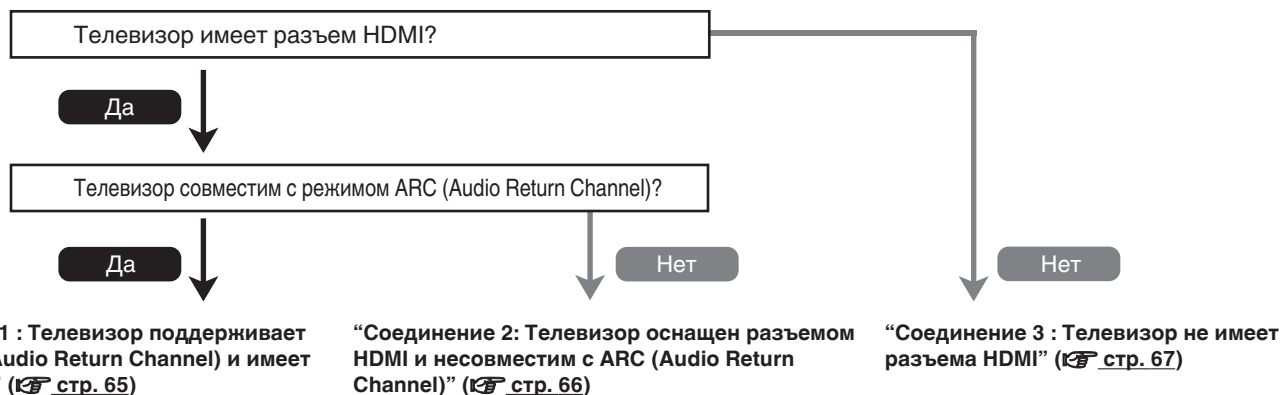 Телевизор имеет разъем HDMI?
Да
Телевизор совместим с режимом ARC (Audio Return Channel)?
Да
Нет
Нет
1 : Телевизор поддерживает
Audio Return Channel) и имеет
” (☞ стр. 65)
“Соединение 2: Телевизор оснащен разъемом
HDMI и несовместим с ARC (Audio Return
Channel)” (☞ стр. 66)
“Соединение 3 : Телевизор не имеет
разъема HDMI” (☞ стр. 67)